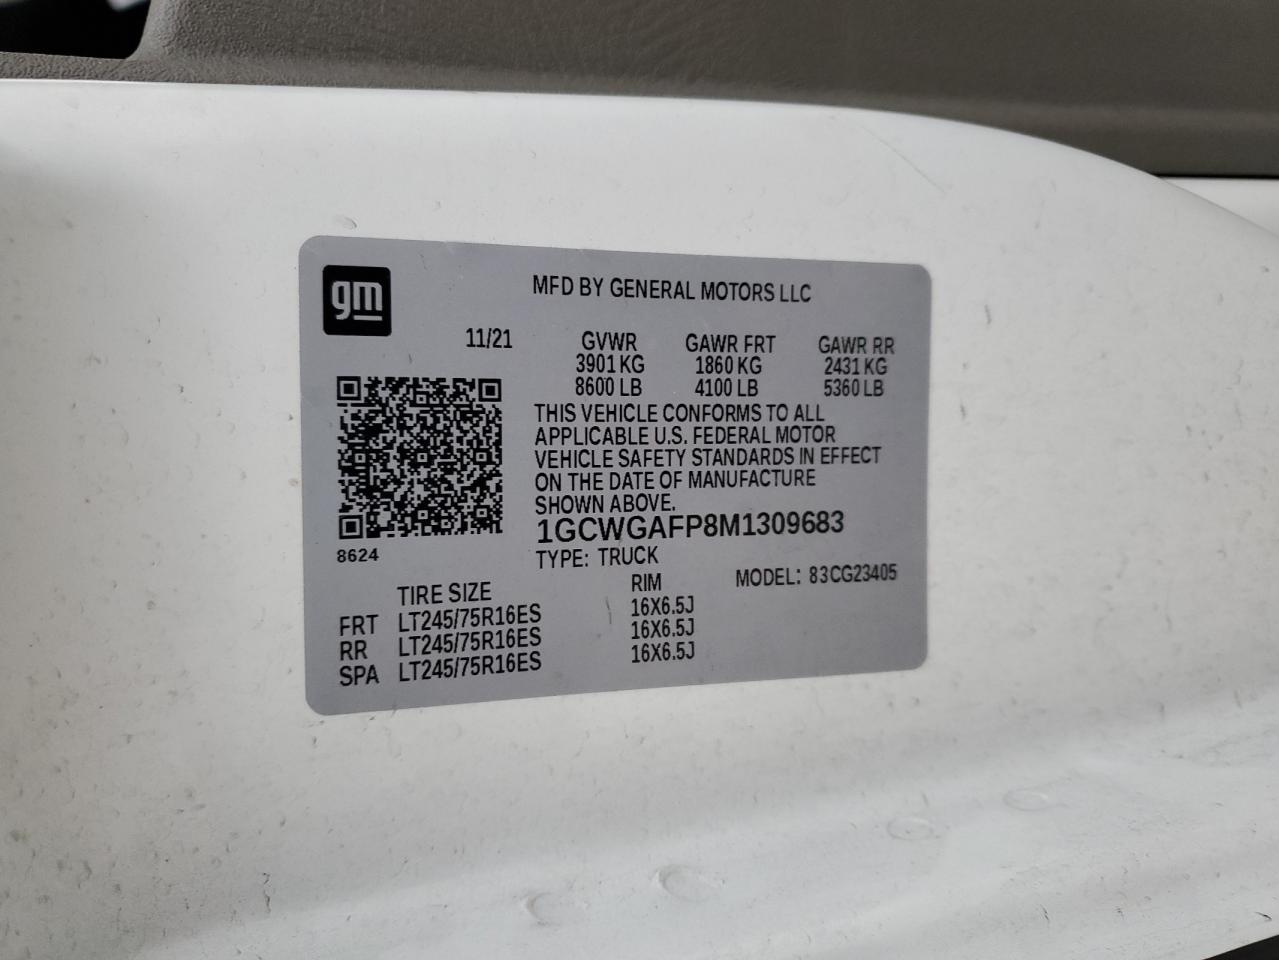 gm
MFD BY GENERAL MOTORS LLC
11/21 GVWR GAWR FRT GAWR RR
3901 KG 1860 KG 2431 KG
8600 LB 4100 LB 5360 LB
THIS VEHICLE CONFORMS TO ALL
APPLICABLE U.S. FEDERAL MOTOR
VEHICLE SAFETY STANDARDS IN EFFECT
ON THE DATE OF MANUFACTURE
SHOWN ABOVE.
1GCWGAFP8M1309683
8624
TYPE: TRUCK
MODEL: 83CG23405
TIRE SIZE RIM
FRT LT245/75R16ES 16X6.5J
RR LT245/75R16ES 16X6.5J
SPA LT245/75R16ES 16X6.5J